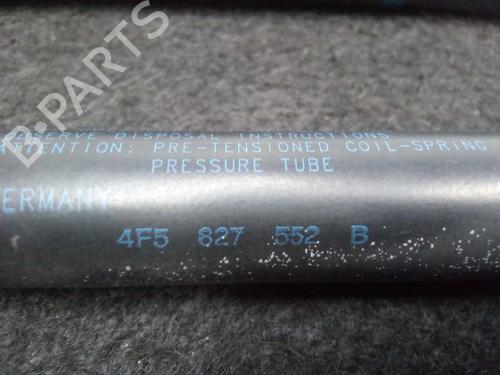 DISPOSAL INSTRUCTIONS
ATTENTION: PRE-TENSIONED COIL-SPRING
PRESSURE TUBE
ERMANY
4F5 827 552 B
B-PARTS